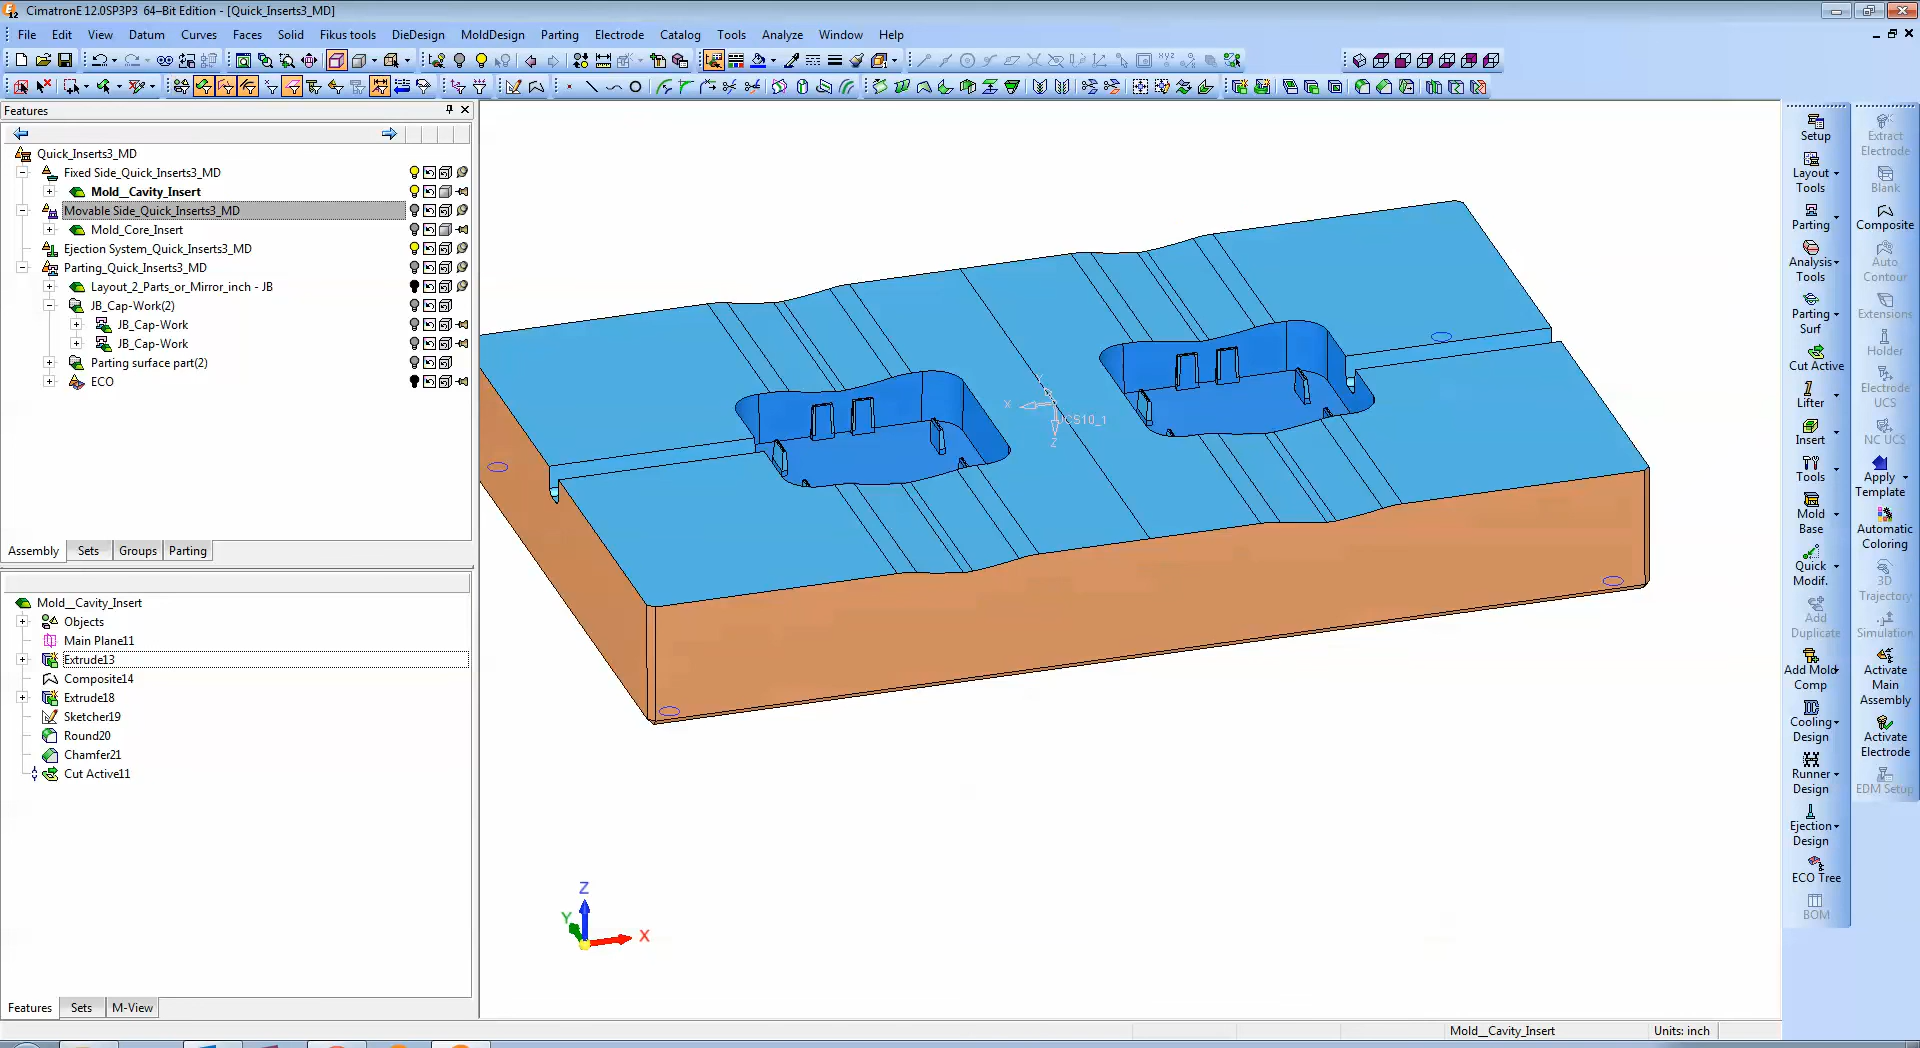 CimatronE 12.0SP3P3 64–Bit Edition - [Quick_Inserts3_MD]
File Edit View Datum Curves Faces Solid Fikus tools DieDesign MoldDesign Parting Electrode Catalog Tools Analyze Window Help
Features
Quick_Inserts3_MD
Fixed Side_Quick_Inserts3_MD
Mold__Cavity_Insert
Movable Side_Quick_Inserts3_MD
Mold_Core_Insert
Ejection System_Quick_Inserts3_MD
Parting_Quick_Inserts3_MD
Layout_2_Parts_or_Mirror_inch - JB
JB_Cap-Work(2)
JB_Cap-Work
JB_Cap-Work
Parting surface part(2)
ECO
Assembly Sets Groups Parting
Mold__Cavity_Insert
Objects
Main Plane11
Extrude13
Composite14
Extrude18
Sketcher19
Round20
Chamfer21
Cut Active11
Features Sets M-View
X
Z
UCS10_1
Z
Y
X
Setup
Layout
Tools
Parting
Analysis
Tools
Parting
Surf
Cut Active
Lifter
Insert
Tools
Mold
Base
Quick
Modif.
Add
Duplicate
Add Mold
Comp
Cooling
Design
Runner
Design
Ejection
Design
ECO Tree
BOM
Extract
Electrode
Blank
Composite
Auto
Contour
Extensions
Holder
Electrode
UCS
NC UCS
Apply
Template
Automatic
Coloring
3D
Trajectory
Simulation
Activate
Main
Assembly
Activate
Electrode
EDM Setup
Mold__Cavity_Insert
Units: inch